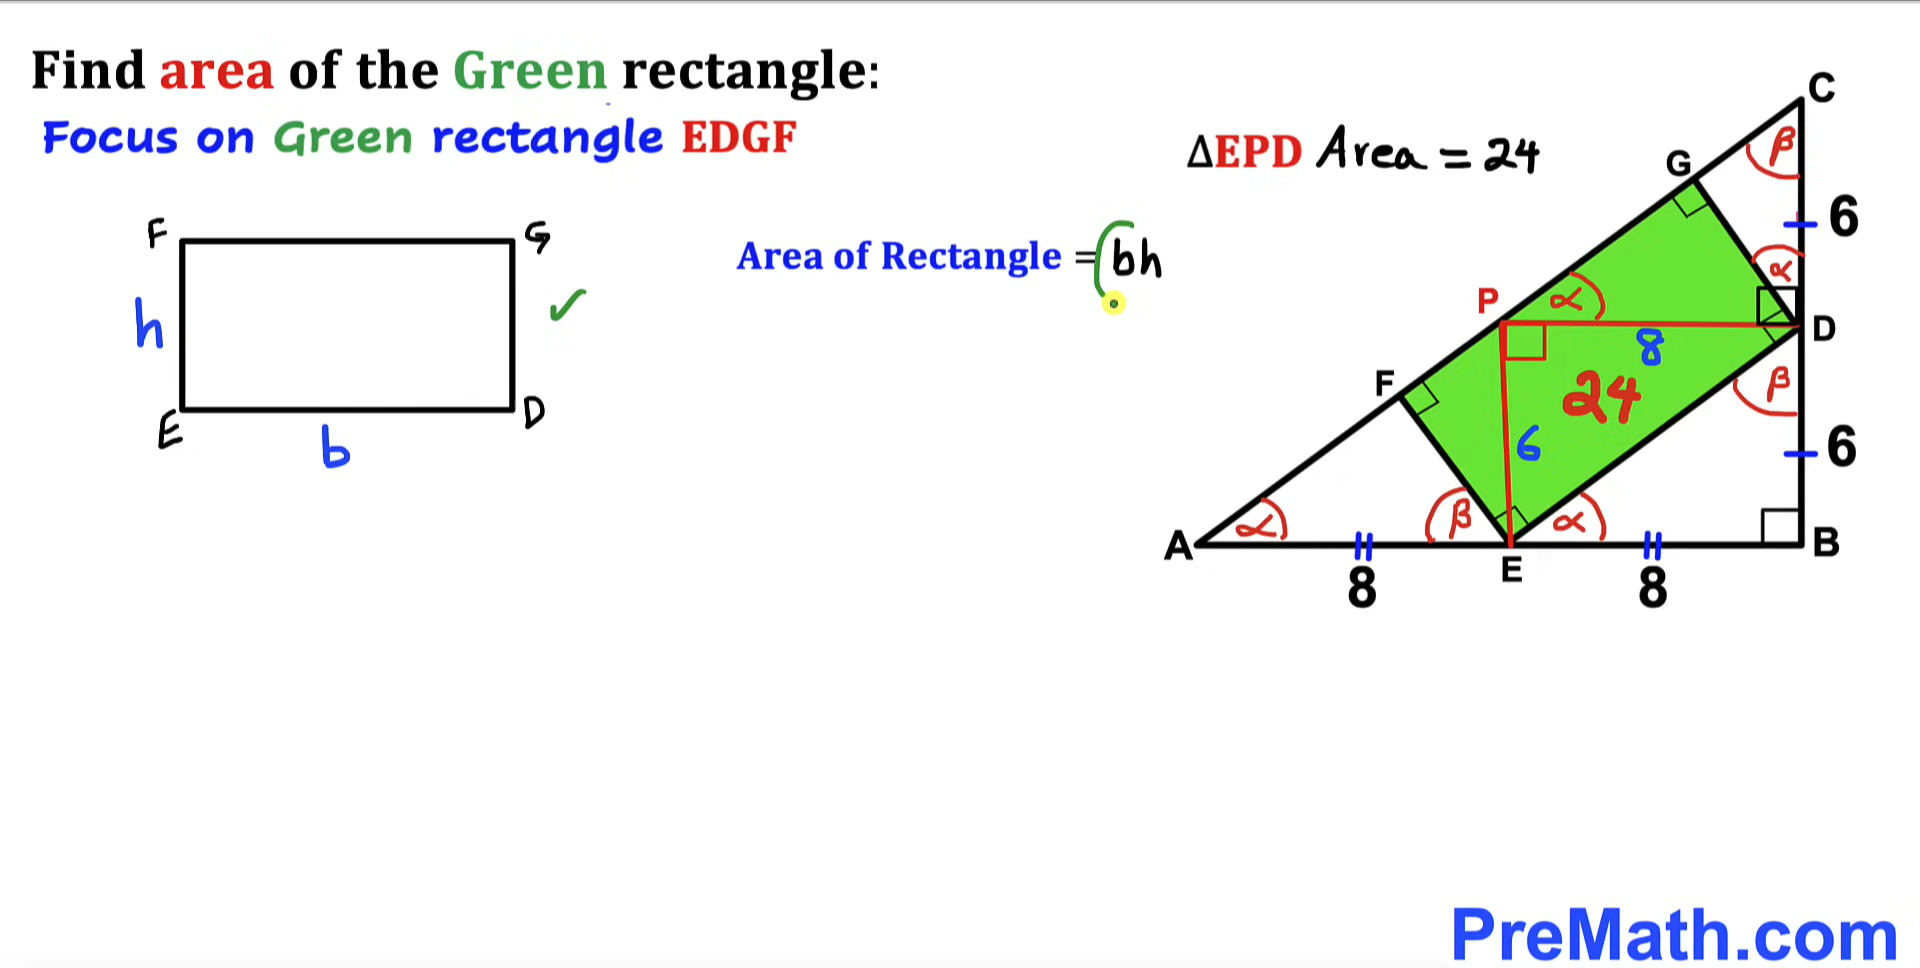 Find area of the Green rectangle:
Focus on Green rectangle EDGF
ΔEPD Area = 24
Area of Rectangle = (bh
F
G
h
✓
E
D
b
C
β
G
6
α
P
α
D
8
F
24
β
6
6
A
α
β
α
B
8
E
8
PreMath.com